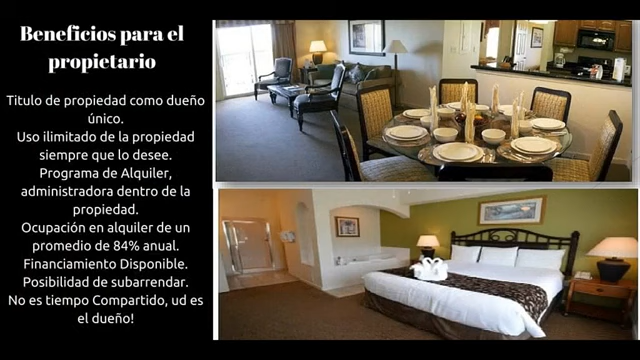 Beneficios para el
propietario
Titulo de propiedad como dueño
único.
Uso ilimitado de la propiedad
siempre que lo desee.
Programa de Alquiler,
administradora dentro de la
propiedad.
Ocupación en alquiler de un
promedio de 84% anual.
Financiamiento Disponible.
Posibilidad de subarrendar.
No es tiempo Compartido, ud es
el dueño!